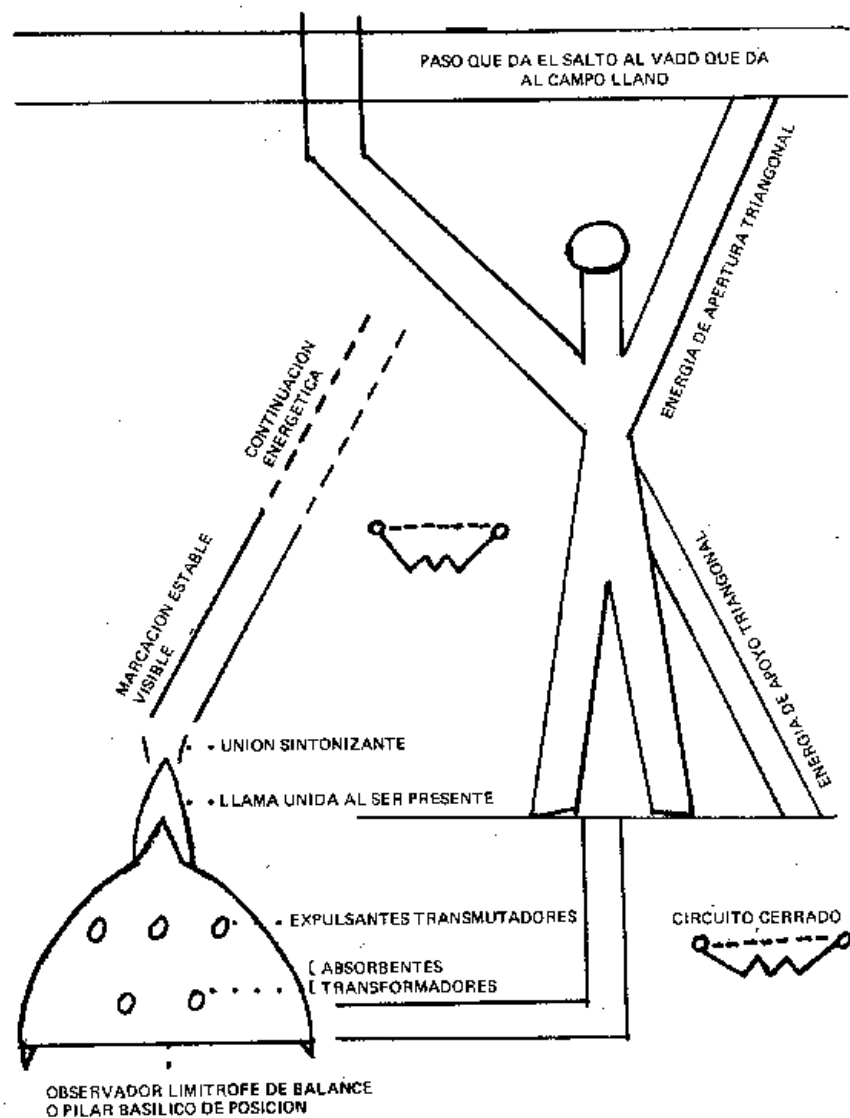 PASO QUE DA EL SALTO AL VADO QUE DA
AL CAMPO LLANO
ENERGIA DE APERTURA TRIANGONAL
CONTINUACION
ENERGETICA
MARCACION ESTABLE
VISIBLE
ENERGIA DE APOYO TRIANGONAL
UNION SINTONIZANTE
LLAMA UNIDA AL SER PRESENTE
EXPULSANTES TRANSMUTADORES
CIRCUITO CERRADO
[ ABSORBENTES
[ TRANSFORMADORES
OBSERVADOR LIMITROFE DE BALANCE
O PILAR BASILICO DE POSICION